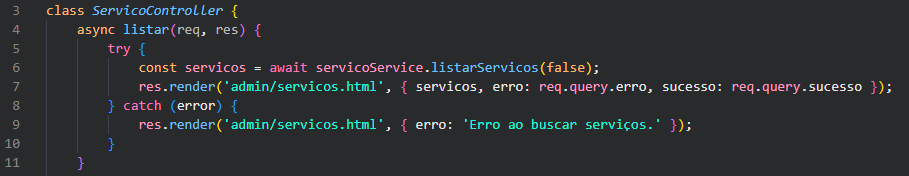 3 class ServicoController {
4     async listar(req, res) {
5         try {
6             const servicos = await servicoService.listarServicos(false);
7             res.render('admin/servicos.html', { servicos, erro: req.query.erro, sucesso: req.query.sucesso });
8         } catch (error) {
9             res.render('admin/servicos.html', { erro: 'Erro ao buscar serviços.' });
10         }
11     }